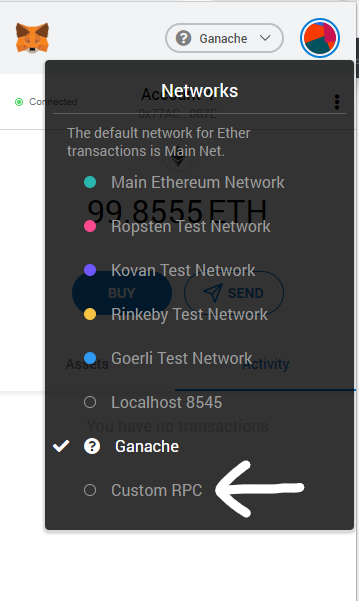 Ganache
Networks
Connected
Account
The default network for Ether
transactions is Main Net.
Main Ethereum Network
99.8555 ETH
Ropsten Test Network
Kovan Test Network
BUY
SEND
Rinkeby Test Network
Goerli Test Network
Assets
Activity
Localhost 8545
You have no transactions
Ganache
Custom RPC